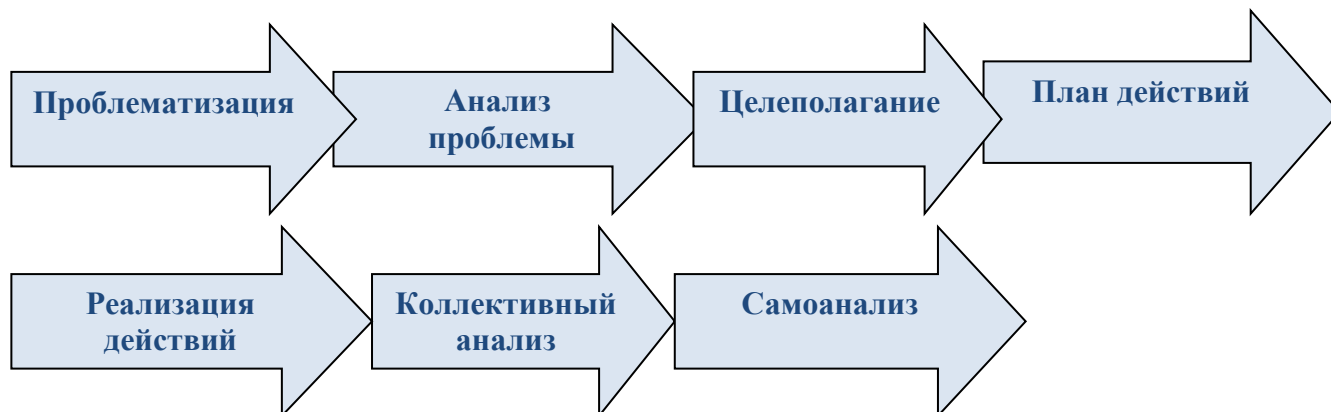 Проблематизация
Анализ
проблемы
Целеполагание
План действий
Реализация
действий
Коллективный
анализ
Самоанализ